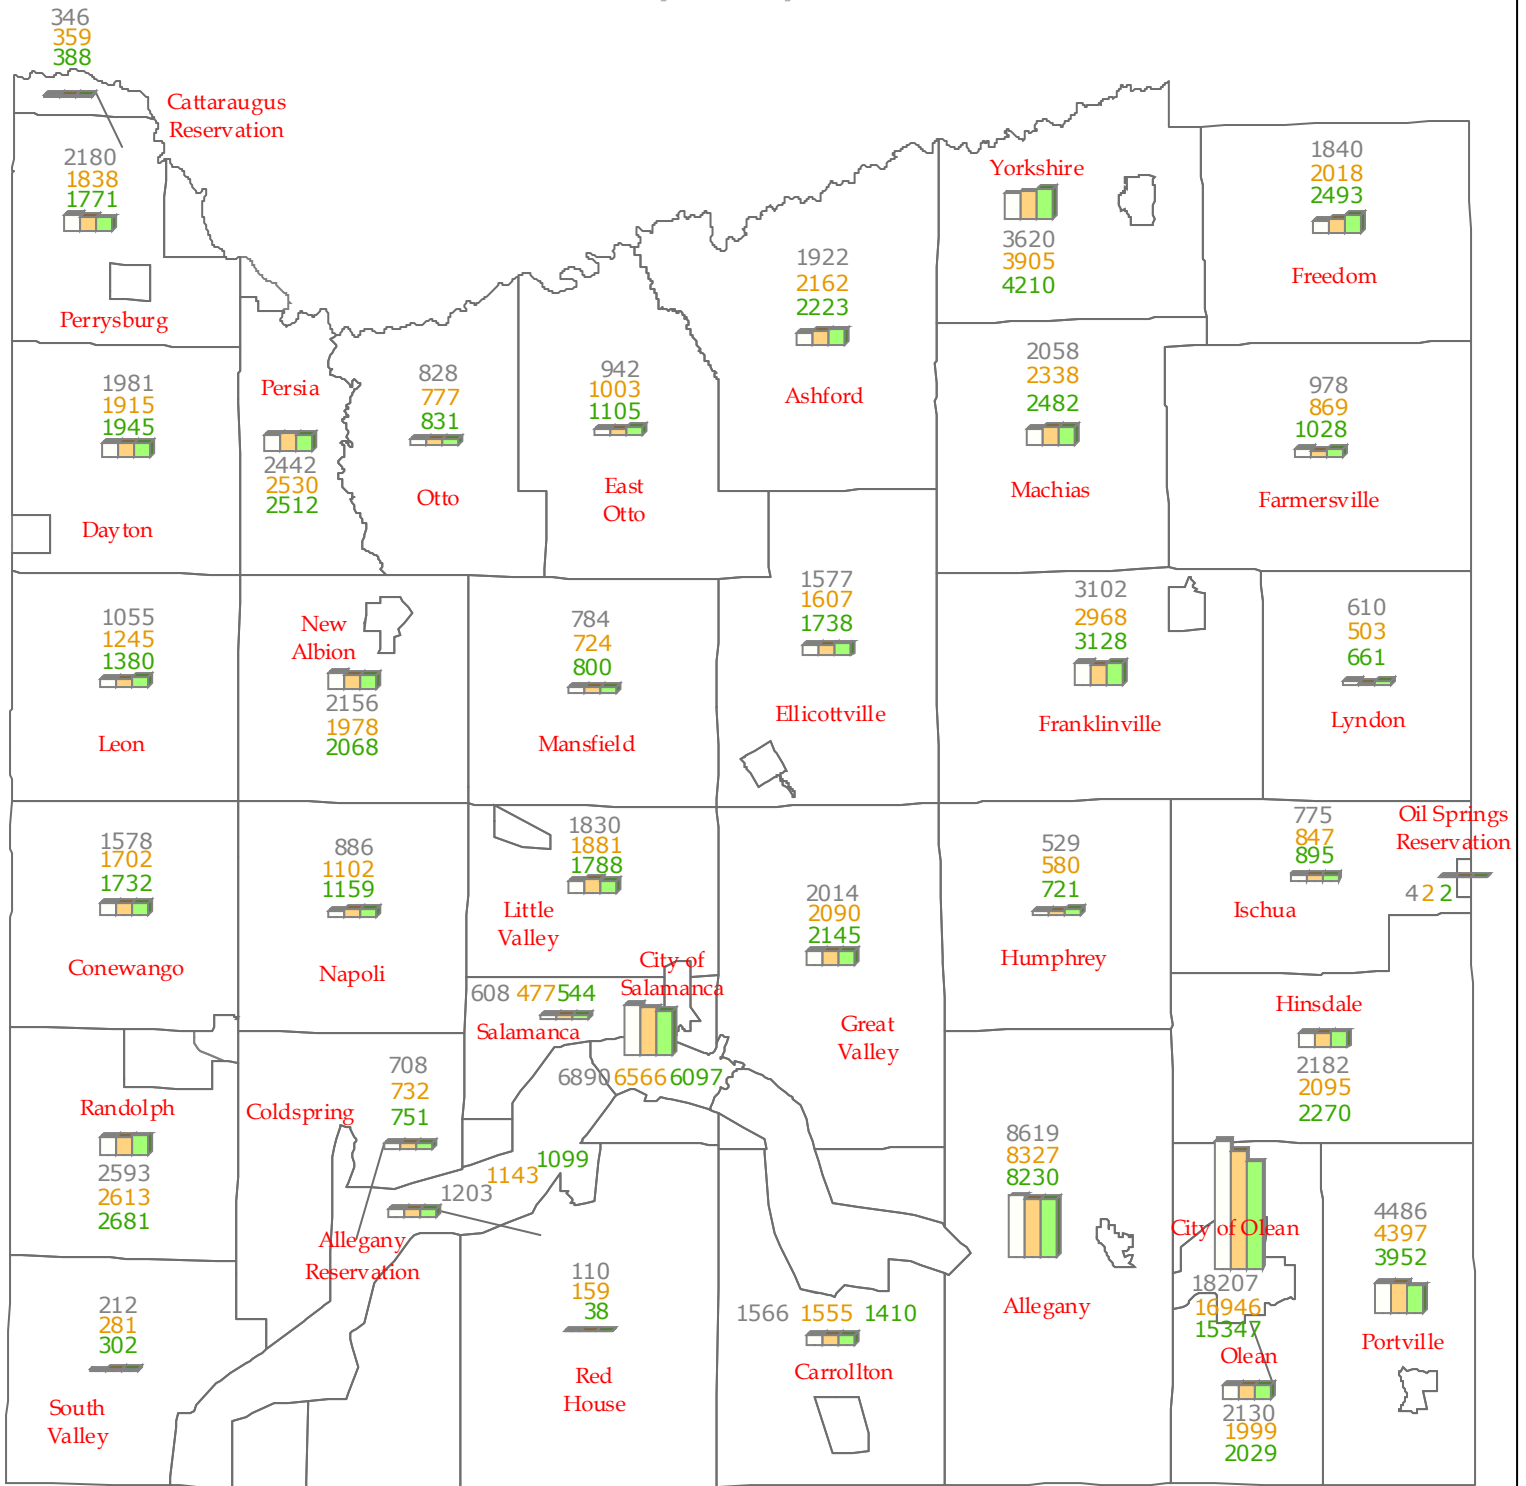 346
359
388
Cattaraugus
Reservation
2180
1838
1771
Perrysburg
Yorkshire
3620
3905
4210
1840
2018
2493
Freedom
1922
2162
2223
Ashford
1981
1915
1945
Dayton
Persia
2442
2530
2512
828
777
831
Otto
942
1003
1105
East
Otto
2058
2338
2482
Machias
978
869
1028
Farmersville
1055
1245
1380
Leon
New
Albion
2156
1978
2068
784
724
800
Mansfield
1577
1607
1738
Ellicottville
3102
2968
3128
Franklinville
610
503
661
Lyndon
1578
1702
1732
Conewango
886
1102
1159
Napoli
1830
1881
1788
Little
Valley
2014
2090
2145
Great
Valley
529
580
721
Humphrey
775
847
895
Ischua
Oil Springs
Reservation
4 2 2
City of
Salamanca
6890 6566 6097
608 477 544
Salamanca
Hinsdale
2182
2095
2270
Randolph
2593
2613
2681
708
732
751
Coldspring
1203 1143 1099
Allegany
Reservation
8619
8327
8230
Allegany
City of Olean
18207
16946
15347
Olean
2130
1999
2029
4486
4397
3952
Portville
212
281
302
South
Valley
110
159
38
Red
House
1566 1555 1410
Carrollton